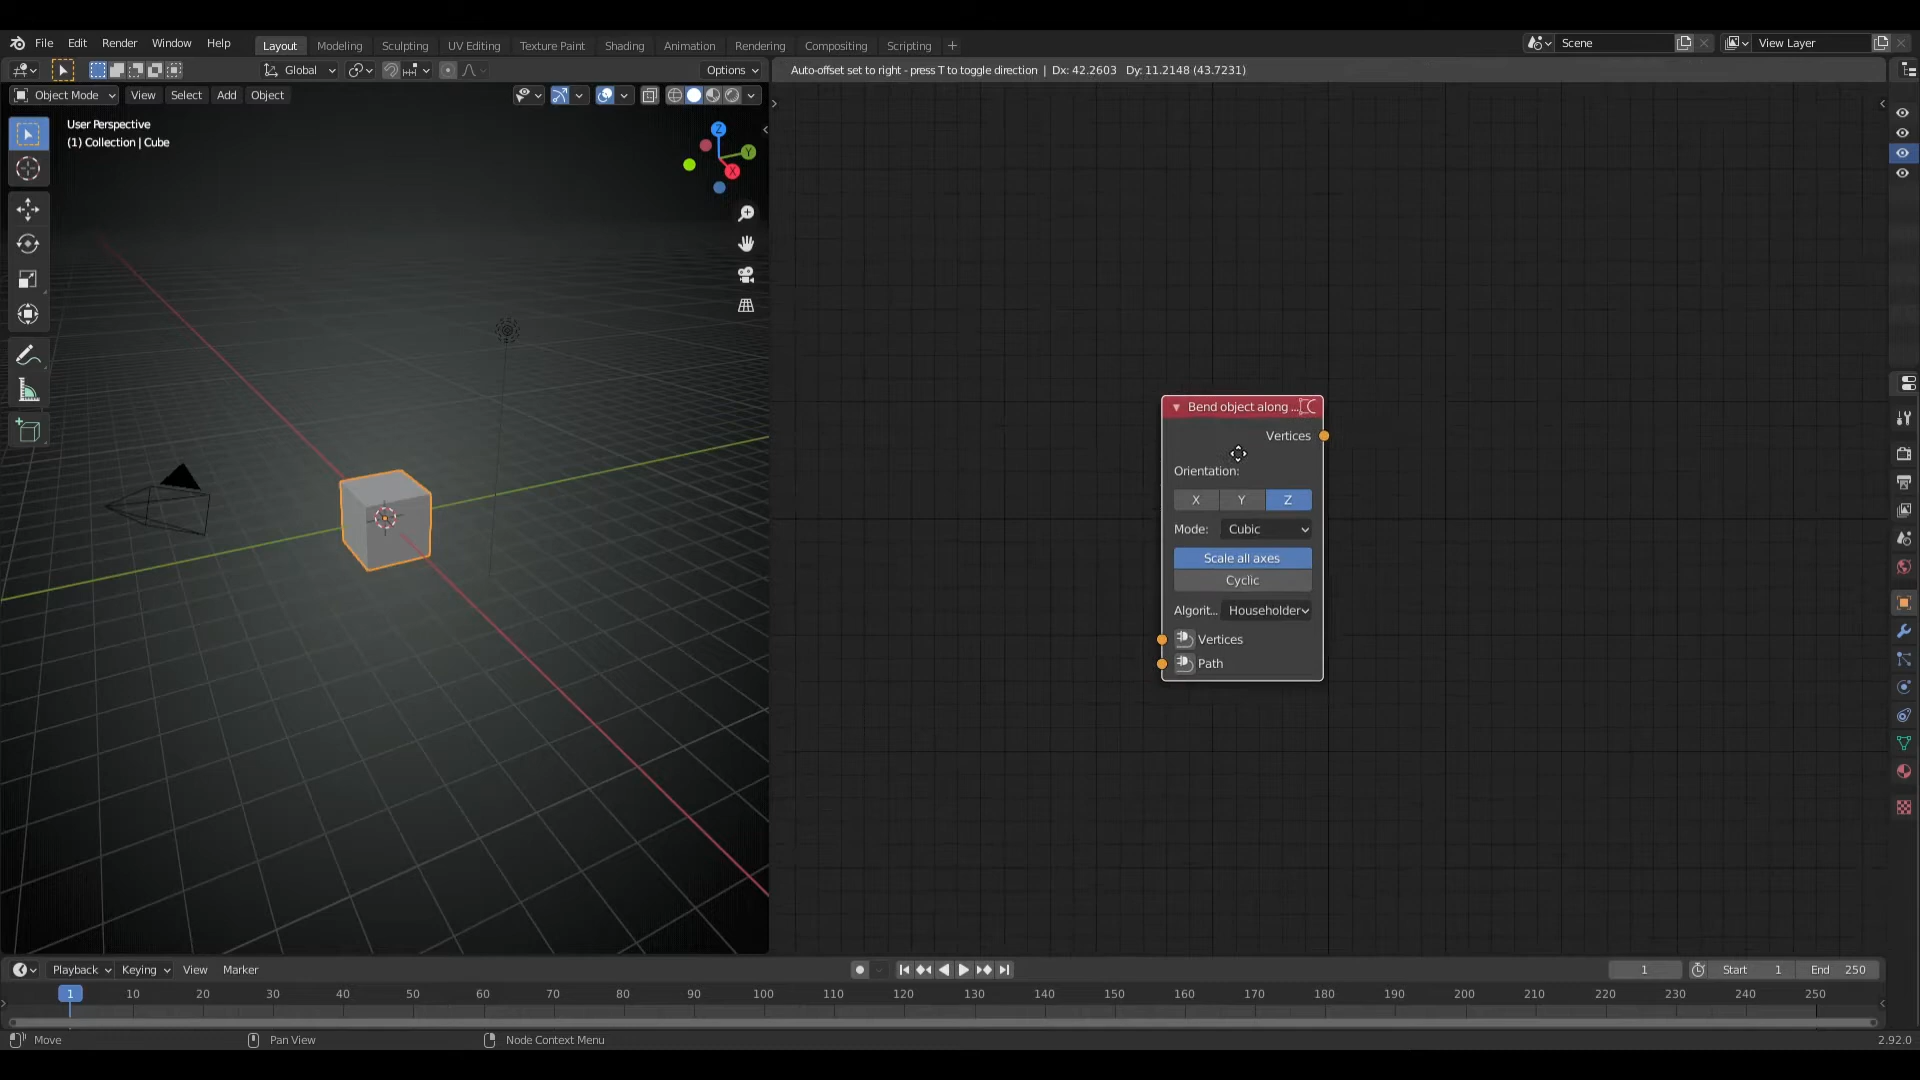 File Edit Render Window Help Layout Modeling Sculpting UV Editing Texture Paint Shading Animation Rendering Compositing Scripting + Scene View Layer
Global Options Auto-offset set to right - press T to toggle direction | Dx: 42.2603 Dy: 11.2148 (43.7231)
Object Mode View Select Add Object
User Perspective
(1) Collection | Cube
Z
Y
X
Bend object along ...
Vertices
Orientation:
X Y Z
Mode: Cubic
Scale all axes
Cyclic
Algorit... Householder
Vertices
Path
Playback Keying View Marker 1 Start 1 End 250
1 10 20 30 40 50 60 70 80 90 100 110 120 130 140 150 160 170 180 190 200 210 220 230 240 250
Move Pan View Node Context Menu 2.92.0